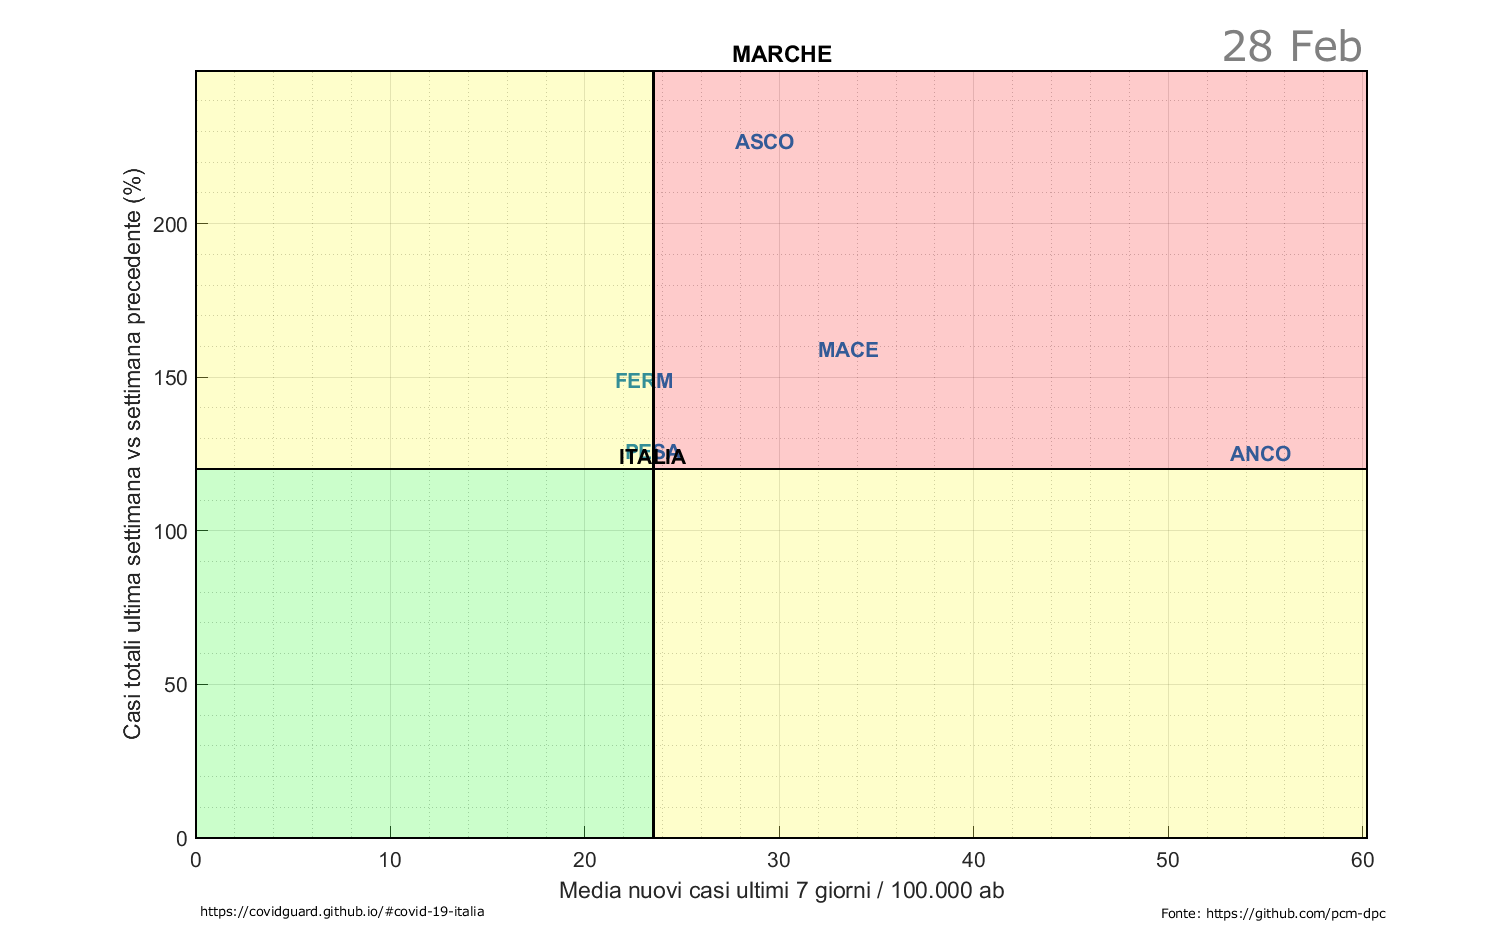 28 Feb
MARCHE
Casi totali ultima settimana vs settimana precedente (%)
200
150
100
50
0
ASCO
MACE
FERM
PESA
ITALIA
ANCO
0 10 20 30 40 50 60
Media nuovi casi ultimi 7 giorni / 100.000 ab
https://covidguard.github.io/#covid-19-italia
Fonte: https://github.com/pcm-dpc